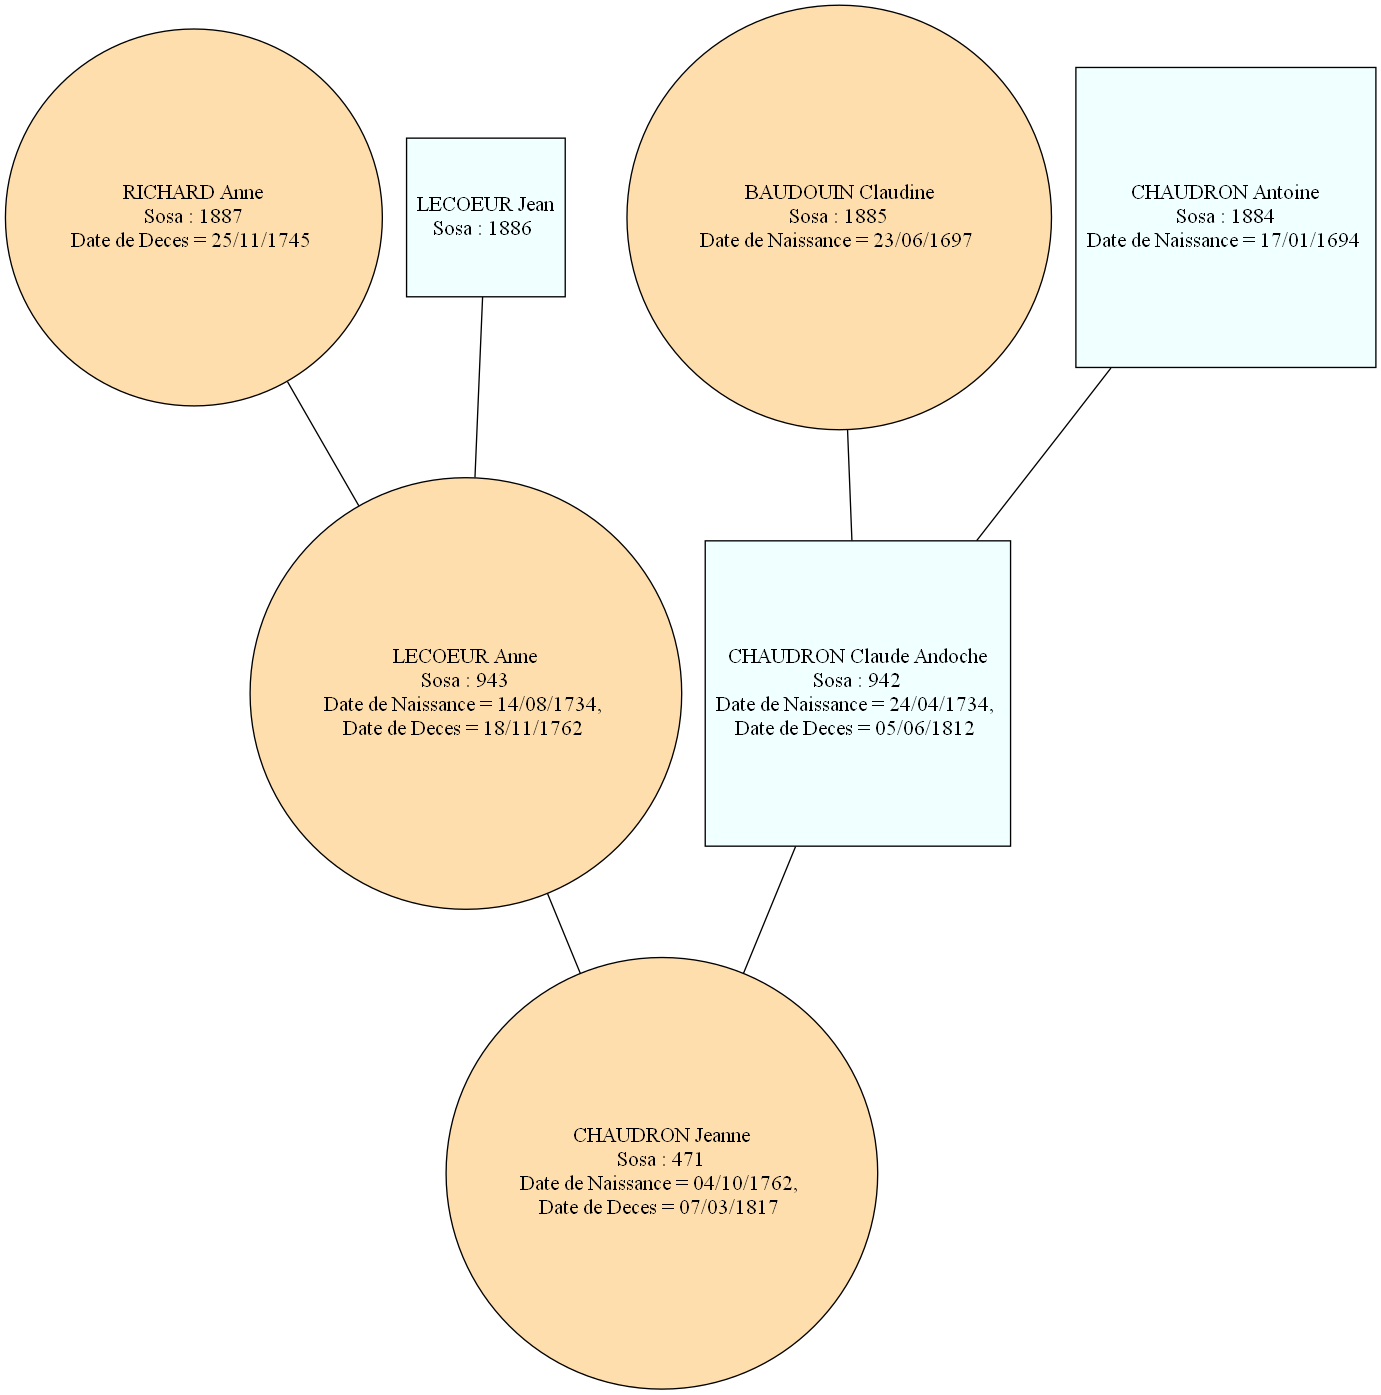 RICHARD Anne
Sosa : 1887
Date de Deces = 25/11/1745
LECOEUR Jean
Sosa : 1886
BAUDOUIN Claudine
Sosa : 1885
Date de Naissance = 23/06/1697
CHAUDRON Antoine
Sosa : 1884
Date de Naissance = 17/01/1694
LECOEUR Anne
Sosa : 943
Date de Naissance = 14/08/1734,
Date de Deces = 18/11/1762
CHAUDRON Claude Andoche
Sosa : 942
Date de Naissance = 24/04/1734,
Date de Deces = 05/06/1812
CHAUDRON Jeanne
Sosa : 471
Date de Naissance = 04/10/1762,
Date de Deces = 07/03/1817